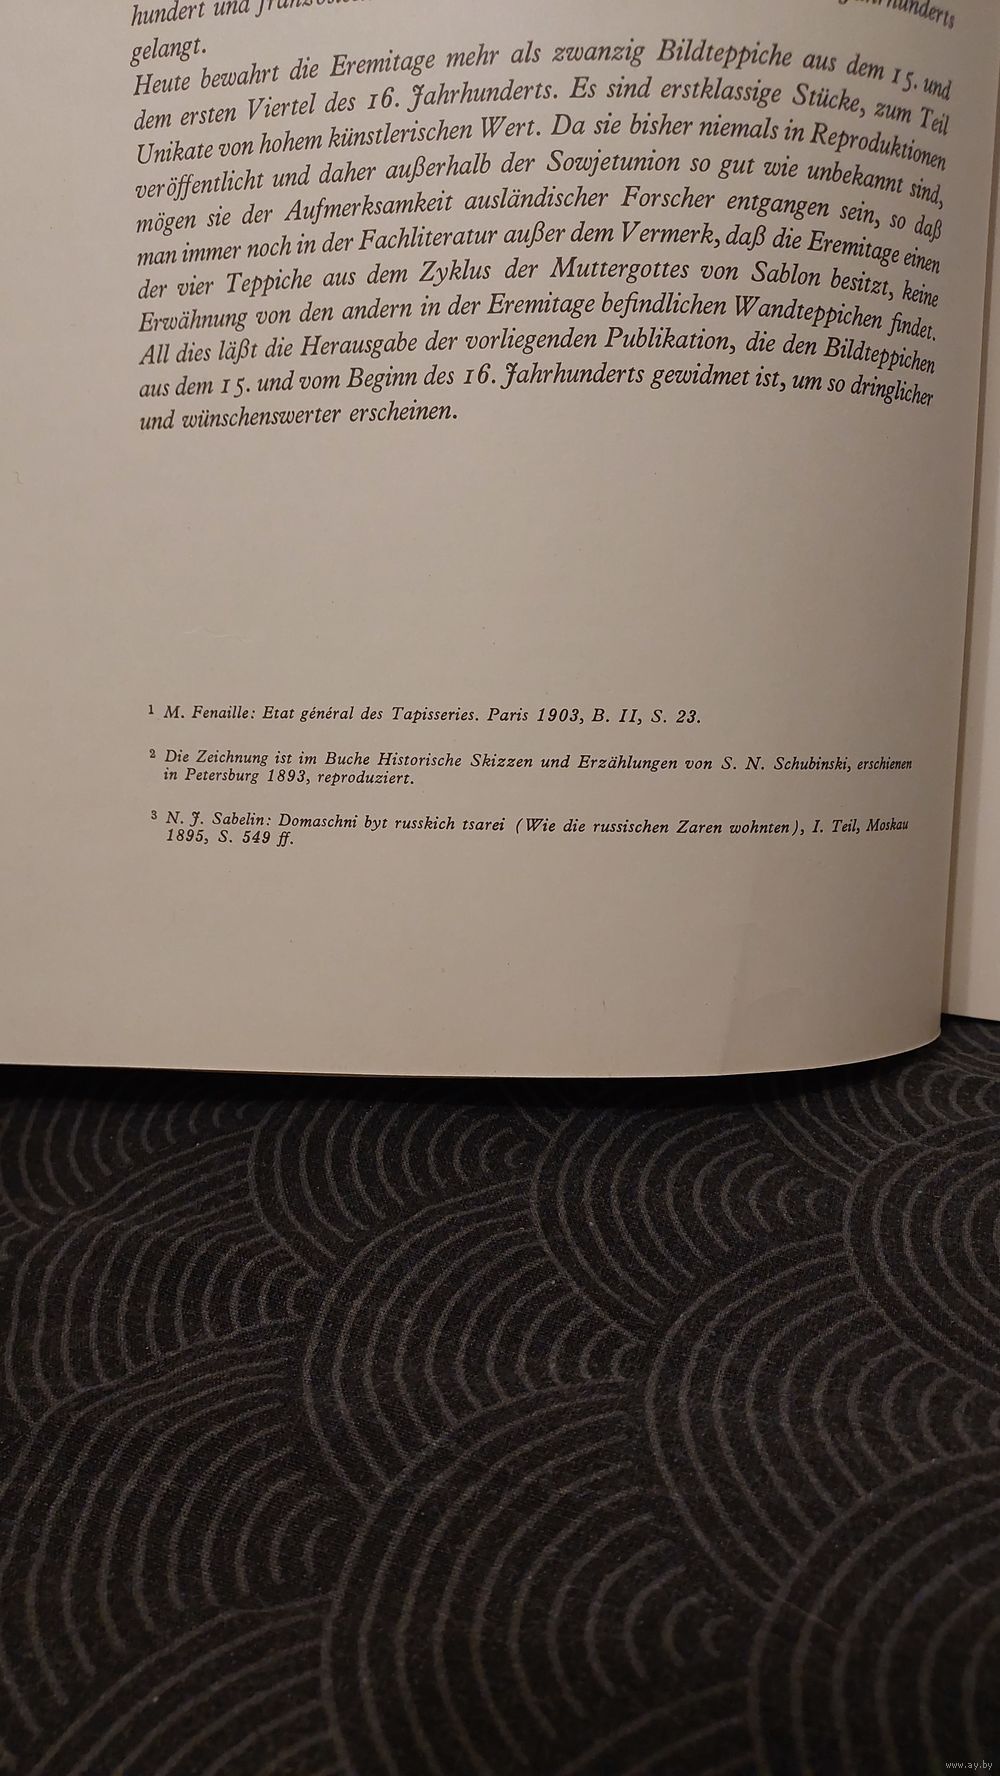 hundert und
gelangt.
Heute bewahrt die Eremitage mehr als zwanzig Bildteppiche aus dem 15. und
dem ersten Viertel des 16. Jahrhunderts. Es sind erstklassige Stücke, zum Teil
Unikate von hohem künstlerischen Wert. Da sie bisher niemals in Reproduktionen
veröffentlicht und daher außerhalb der Sowjetunion so gut wie unbekannt sind,
mögen sie der Aufmerksamkeit ausländischer Forscher entgangen sein, so daß
man immer noch in der Fachliteratur außer dem Vermerk, daß die Eremitage einen
der vier Teppiche aus dem Zyklus der Muttergottes von Sablon besitzt, keine
Erwähnung von den andern in der Eremitage befindlichen Wandteppichen findet.
All dies läßt die Herausgabe der vorliegenden Publikation, die den Bildteppichen
aus dem 15. und vom Beginn des 16. Jahrhunderts gewidmet ist, um so dringlicher
und wünschenswerter erscheinen.
1 M. Fenaille: Etat général des Tapisseries. Paris 1903, B. II, S. 23.
2 Die Zeichnung ist im Buche Historische Skizzen und Erzählungen von S. N. Schubinski, erschienen
in Petersburg 1893, reproduziert.
3 N. J. Sabelin: Domaschni byt russkich tsarei (Wie die russischen Zaren wohnten), I. Teil, Moskau
1895, S. 549 ff.
www.ay.by